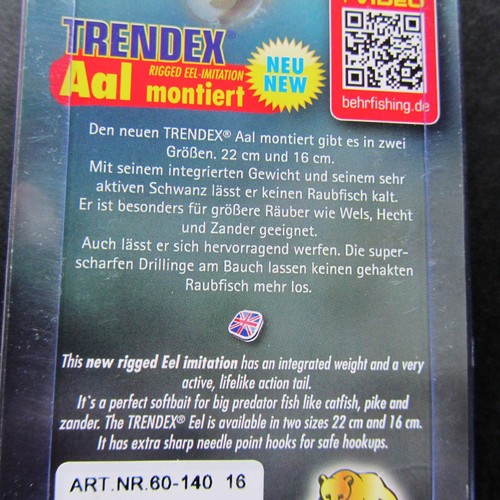 +VIDEO
TRENDEX®
RIGGED EEL-IMITATION
Aal montiert
NEU
NEW
behrfishing.de
Den neuen TRENDEX® Aal montiert gibt es in zwei
Größen. 22 cm und 16 cm.
Mit seinem integrierten Gewicht und seinem sehr
aktiven Schwanz lässt er keinen Raubfisch kalt.
Er ist besonders für größere Räuber wie Wels, Hecht
und Zander geeignet.
Auch lässt er sich hervorragend werfen. Die super-
scharfen Drillinge am Bauch lassen keinen gehakten
Raubfisch mehr los.
This new rigged Eel imitation has an integrated weight and a very
active, lifelike action tail.
It`s a perfect softbait for big predator fish like catfish, pike and
zander. The TRENDEX® Eel is available in two sizes 22 cm and 16 cm.
It has extra sharp needle point hooks for safe hookups.
ART.NR.60-140 16